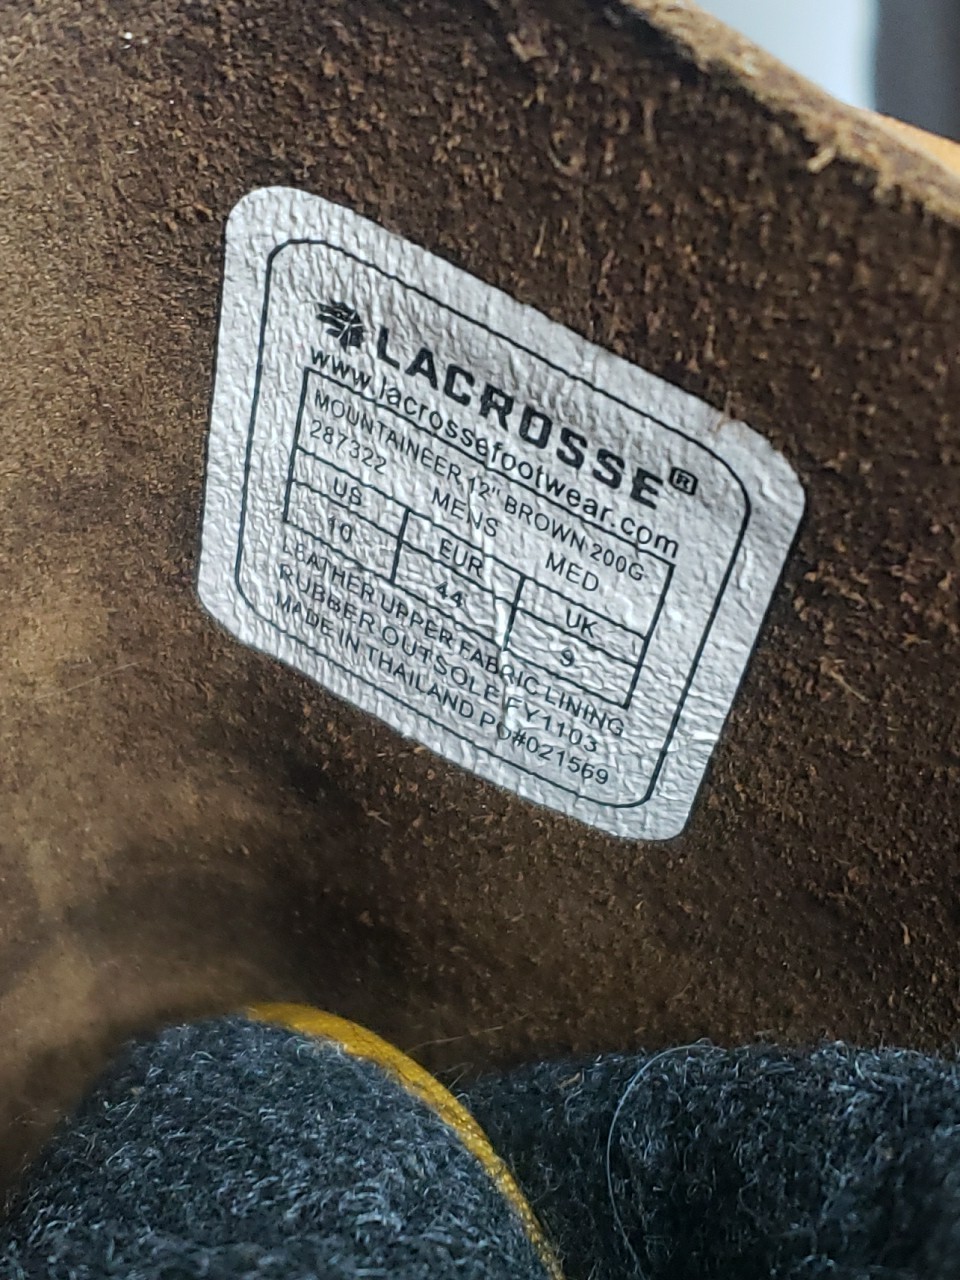 LACROSSE®
www.lacrossefootwear.com
MOUNTAINEER 12" BROWN 200G
287322 MENS MED
US EUR UK
10 44 9
LEATHER UPPER FABRIC LINING
RUBBER OUTSOLE FY1103
MADE IN THAILAND PO#021569